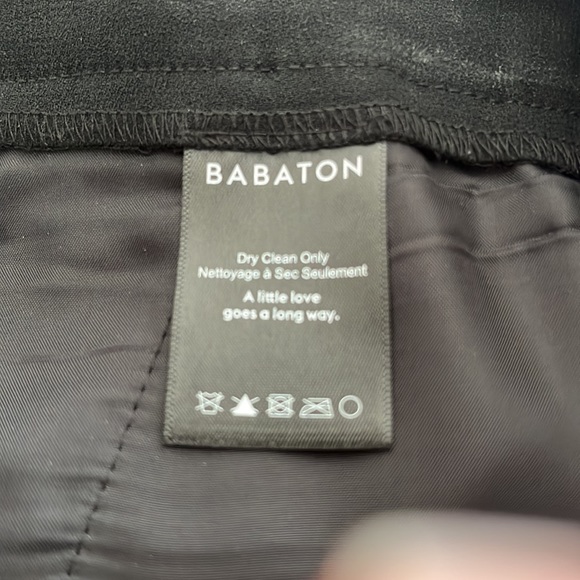 BABATON
Dry Clean Only
Nettoyage à Sec Seulement
A little love
goes a long way.